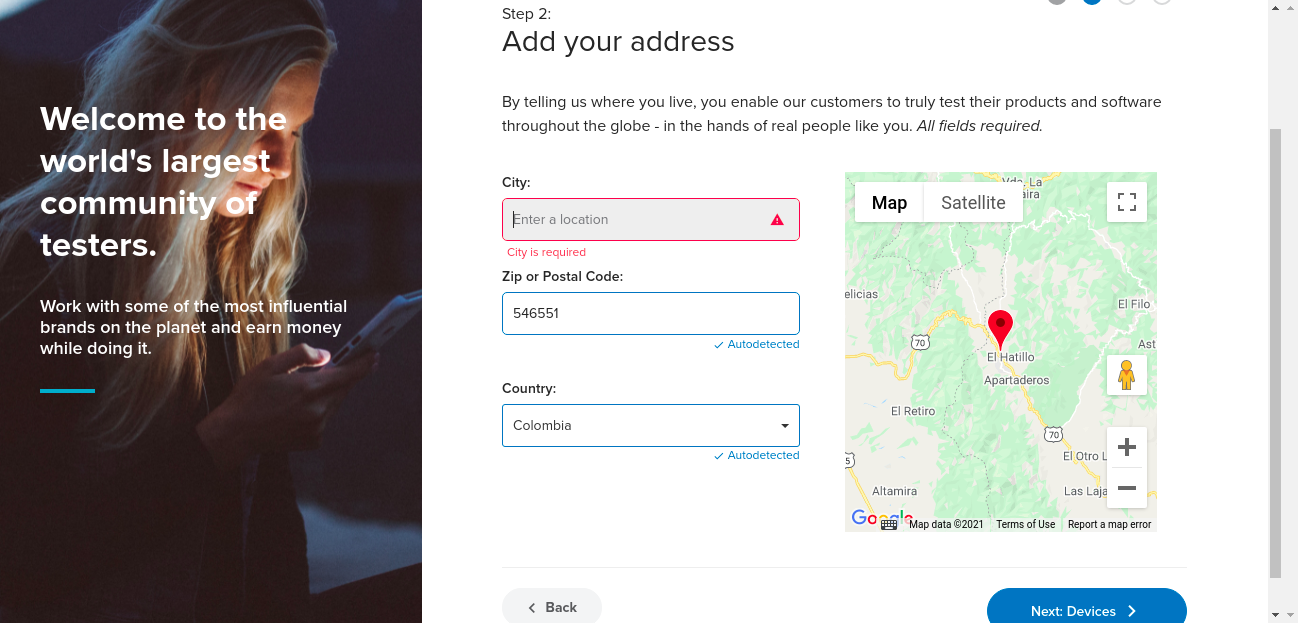 Welcome to the
world's largest
community of
testers.
Work with some of the most influential
brands on the planet and earn money
while doing it.
Step 2:
Add your address
By telling us where you live, you enable our customers to truly test their products and software
throughout the globe - in the hands of real people like you. All fields required.
City:
Enter a location
City is required
Zip or Postal Code:
546551
Autodetected
Country:
Colombia
Autodetected
Map
Satellite
Vda. La
elicias
El Filo
70
Ast
El Hatillo
Apartaderos
El Retiro
70
El Otro L
5
Altamira
Las Laja
Google
Map data ©2021
Terms of Use
Report a map error
Back
Next: Devices